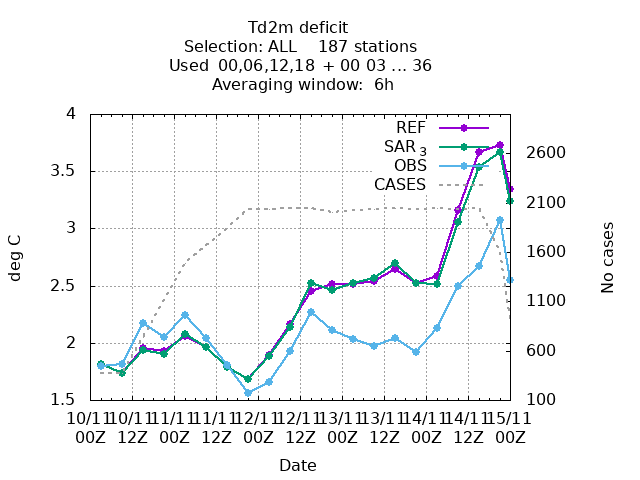 Td2m deficit
Selection: ALL    187 stations
Used  00,06,12,18 + 00 03 ... 36
Averaging window:  6h
REF
SAR 3
OBS
CASES
4
3.5
3
2.5
2
1.5
deg C
2600
2100
1600
1100
600
100
No cases
10/11 10/11 11/11 11/11 12/11 12/11 13/11 13/11 14/11 14/11 15/11
00Z 12Z 00Z 12Z 00Z 12Z 00Z 12Z 00Z 12Z 00Z
Date